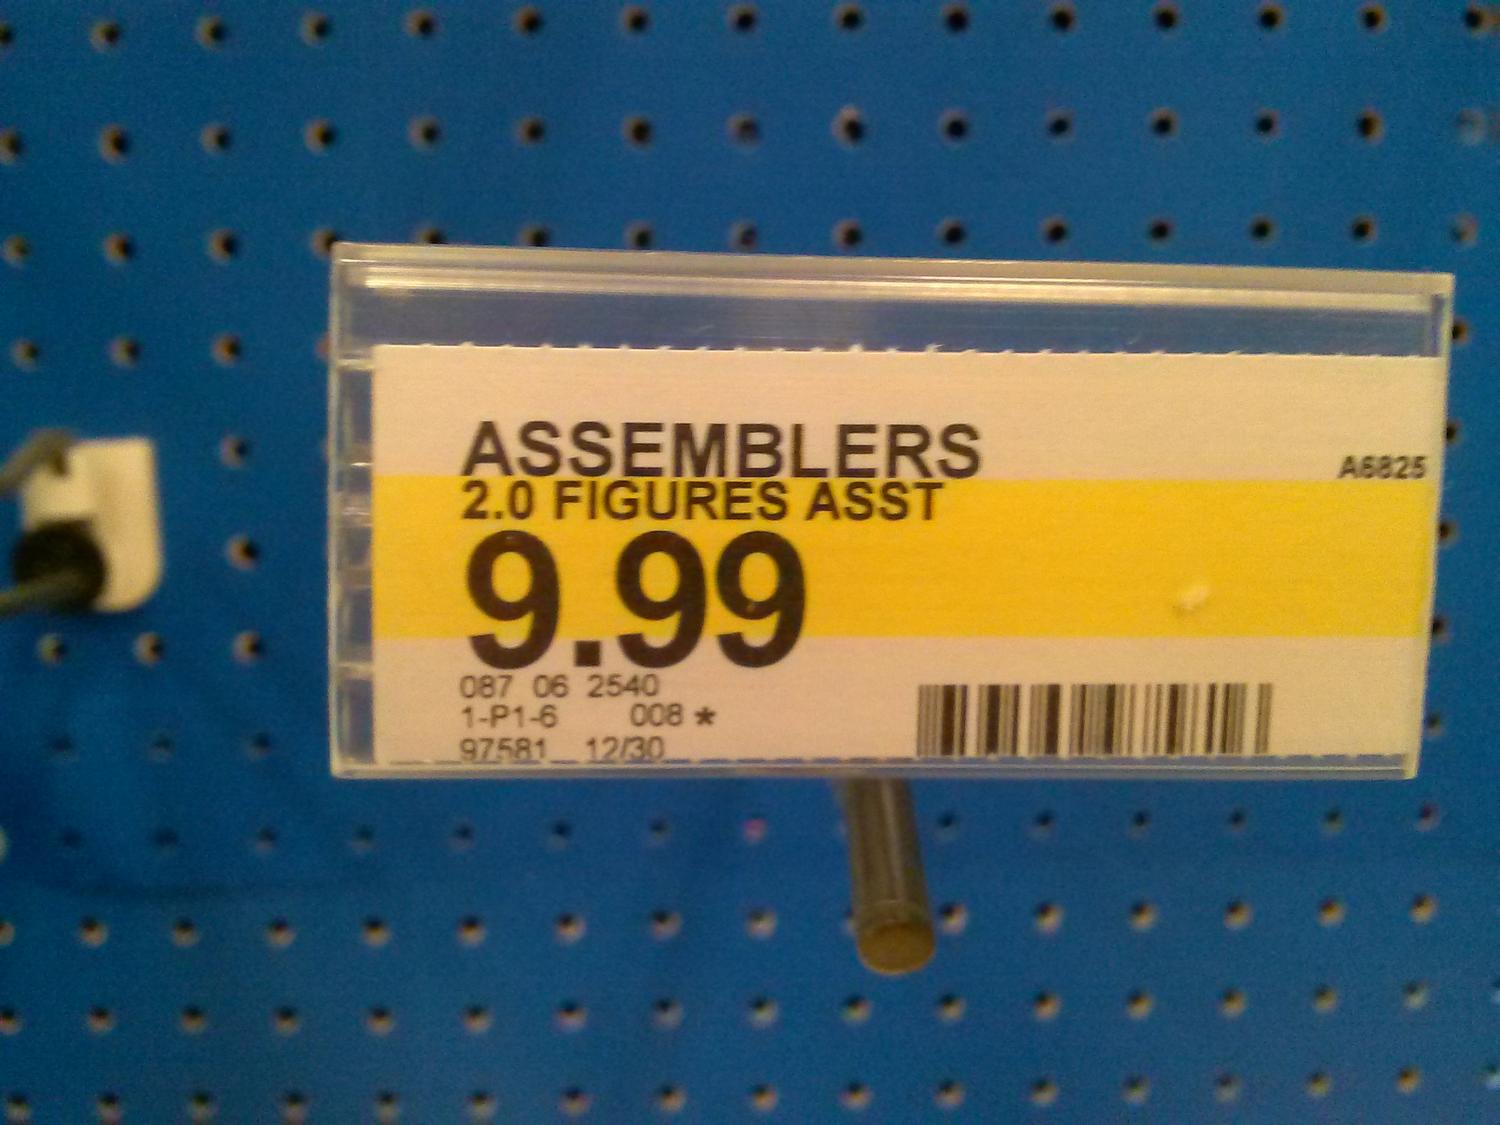 ASSEMBLERS
A6825
2.0 FIGURES ASST
9.99
087 06 2540
1-P1-6 008 *
97581 12/30